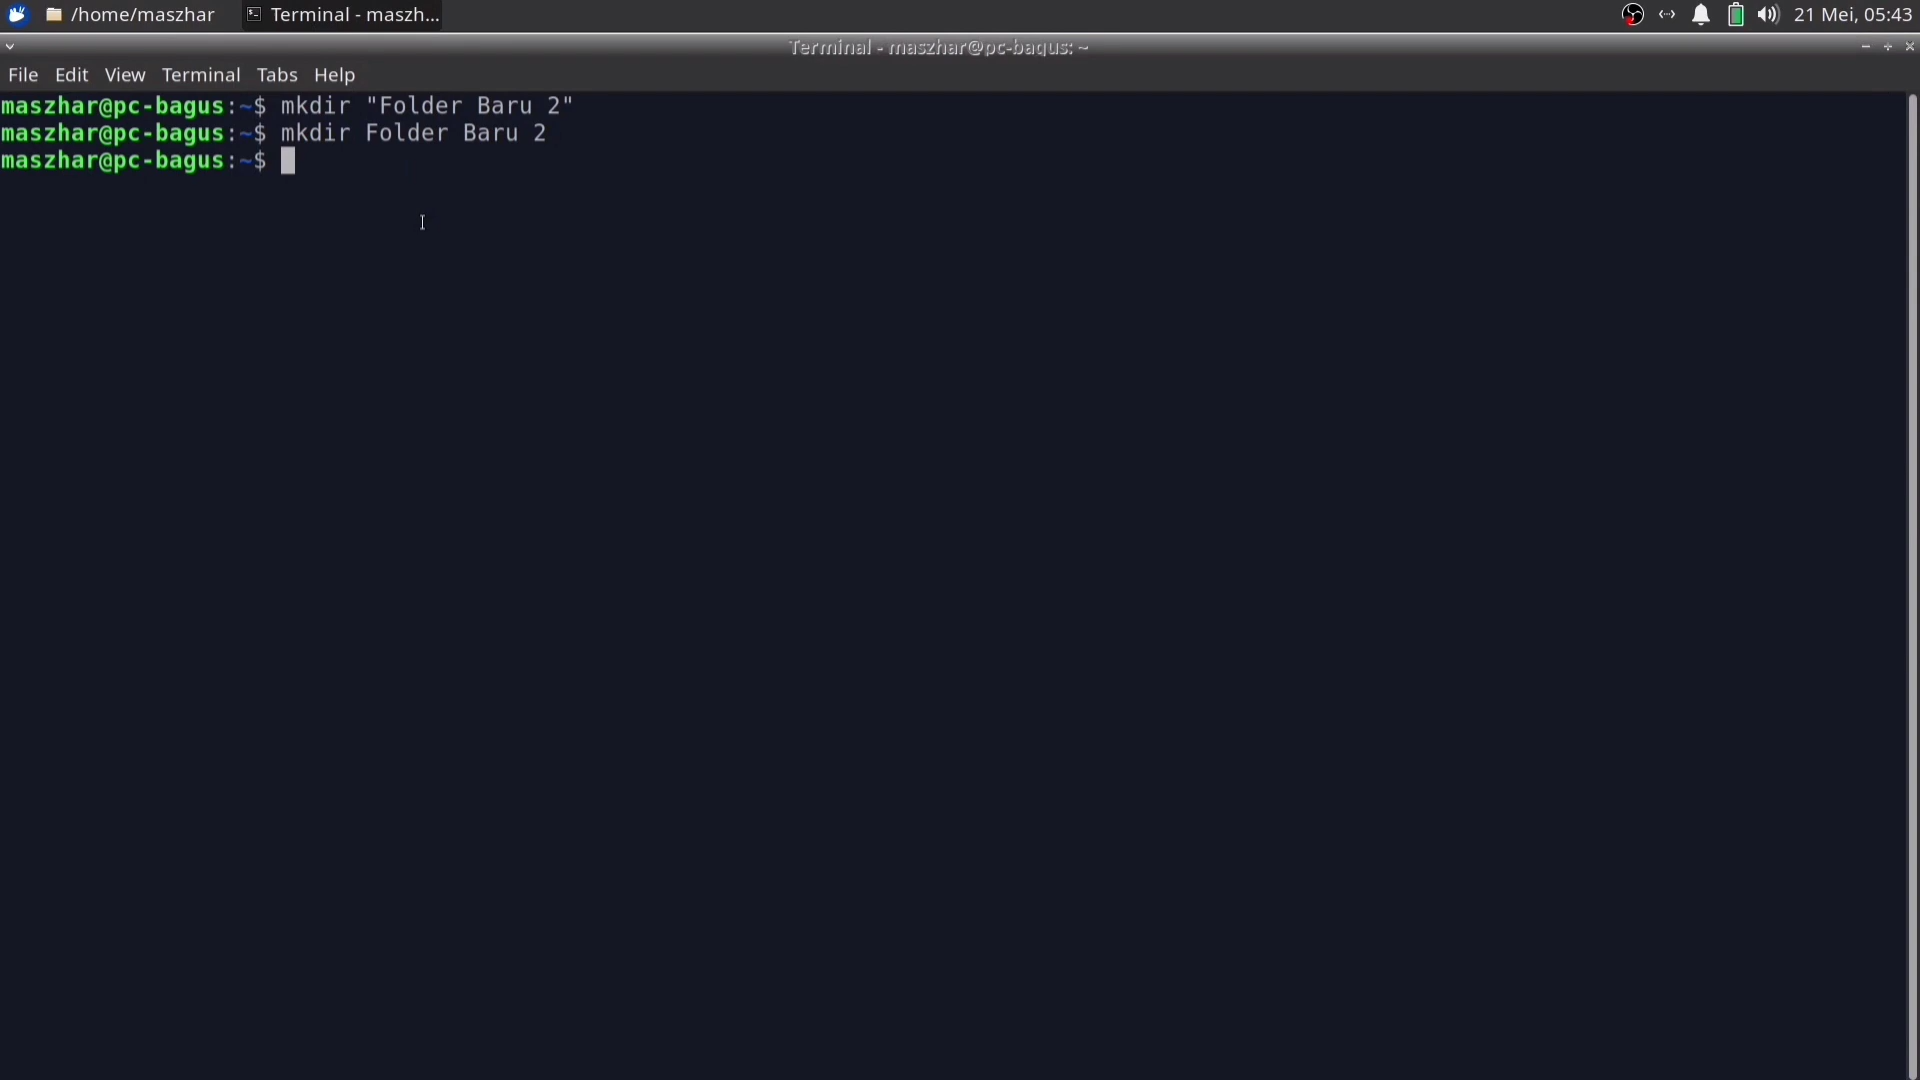 /home/maszhar Terminal - maszh... 21 Mei, 05:43
Terminal - maszhar@pc-bagus: ~
File Edit View Terminal Tabs Help
maszhar@pc-bagus:~$ mkdir "Folder Baru 2"
maszhar@pc-bagus:~$ mkdir Folder Baru 2
maszhar@pc-bagus:~$